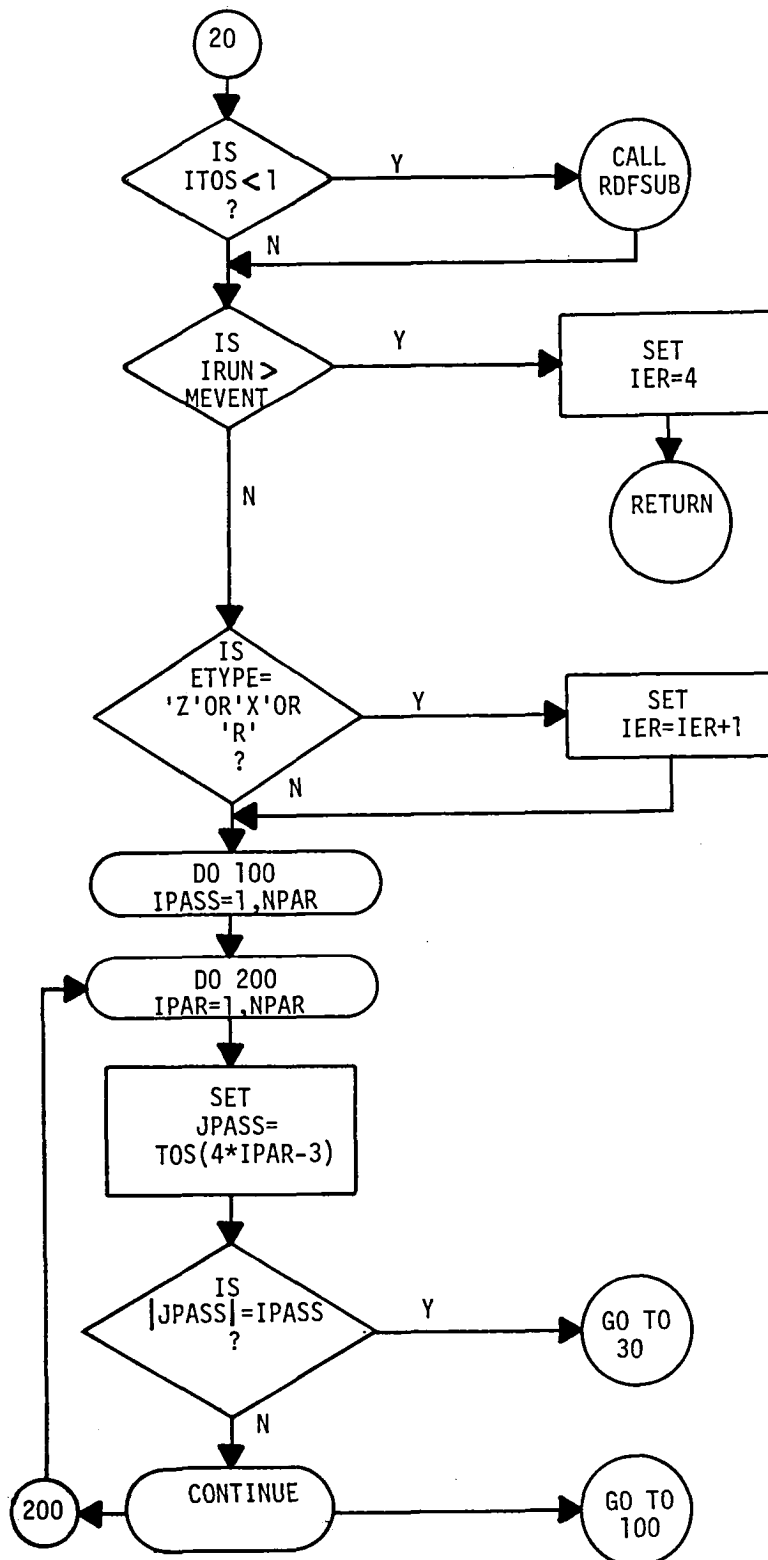 20
IS
ITOS<1
?
Y
CALL
RDFSUB
N
IS
IRUN>
MEVENT
Y
SET
IER=4
RETURN
N
IS
ETYPE=
'Z'OR'X'OR
'R'
?
Y
SET
IER=IER+1
N
DO 100
IPASS=1,NPAR
DO 200
IPAR=1,NPAR
SET
JPASS=
TOS(4*IPAR-3)
IS
|JPASS|=IPASS
?
Y
GO TO
30
N
CONTINUE
200
GO TO
100